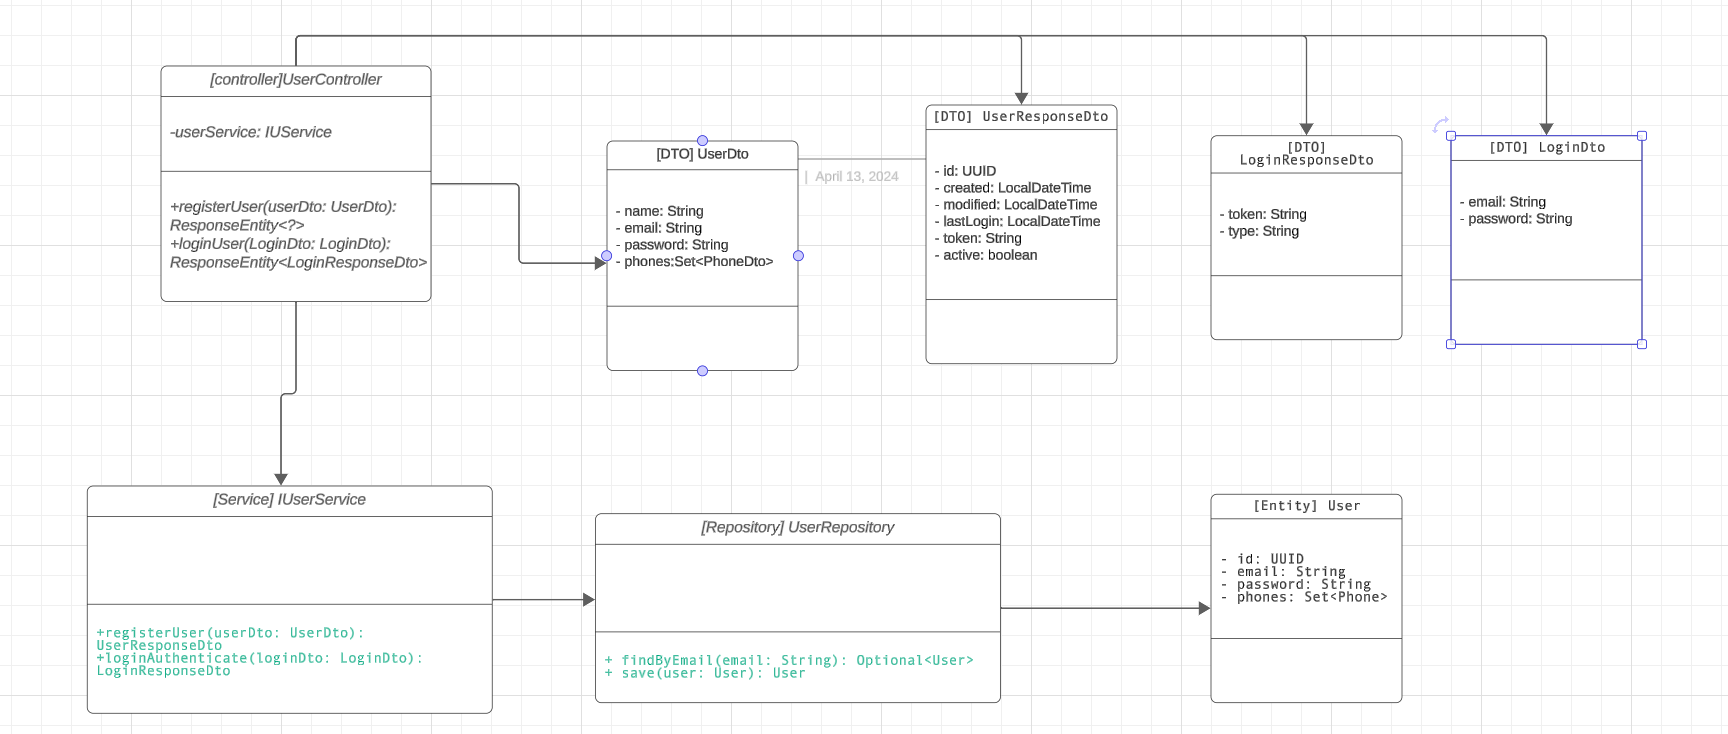 [controller]UserController
-userService: IUService
+registerUser(userDto: UserDto):
ResponseEntity<?>
+loginUser(LoginDto: LoginDto):
ResponseEntity<LoginResponseDto>
[DTO] UserDto
- name: String
- email: String
- password: String
- phones:Set<PhoneDto>
| April 13, 2024
[DTO] UserResponseDto
- id: UUID
- created: LocalDateTime
- modified: LocalDateTime
- lastLogin: LocalDateTime
- token: String
- active: boolean
[DTO]
LoginResponseDto
- token: String
- type: String
[DTO] LoginDto
- email: String
- password: String
[Service] IUserService
+registerUser(userDto: UserDto):
UserResponseDto
+loginAuthenticate(loginDto: LoginDto):
LoginResponseDto
[Repository] UserRepository
+ findByEmail(email: String): Optional<User>
+ save(user: User): User
[Entity] User
- id: UUID
- email: String
- password: String
- phones: Set<Phone>